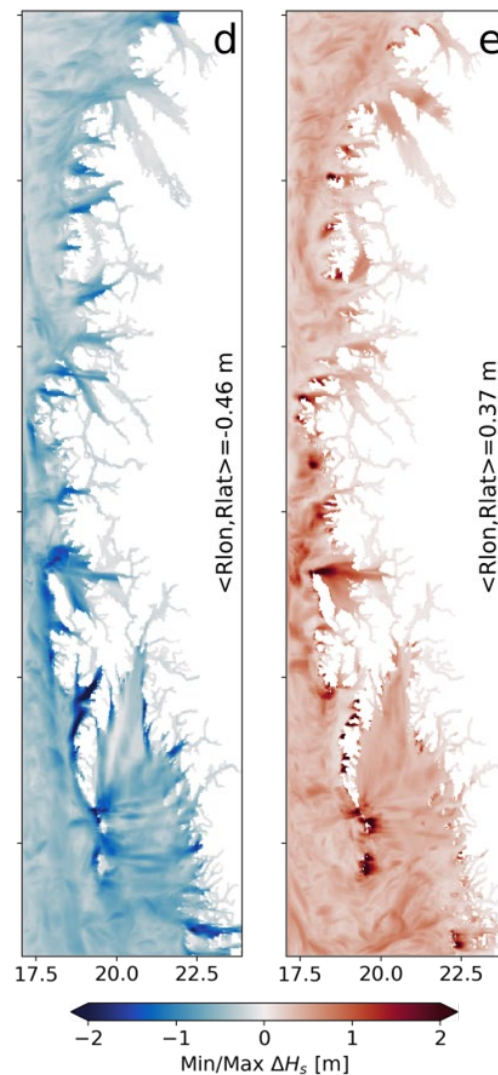 d
e
<Rlon,Rlat>=-0.46 m
<Rlon,Rlat>=0.37 m
17.5 20.0 22.5 17.5 20.0 22.5
−2 −1 0 1 2
Min/Max ΔHs [m]